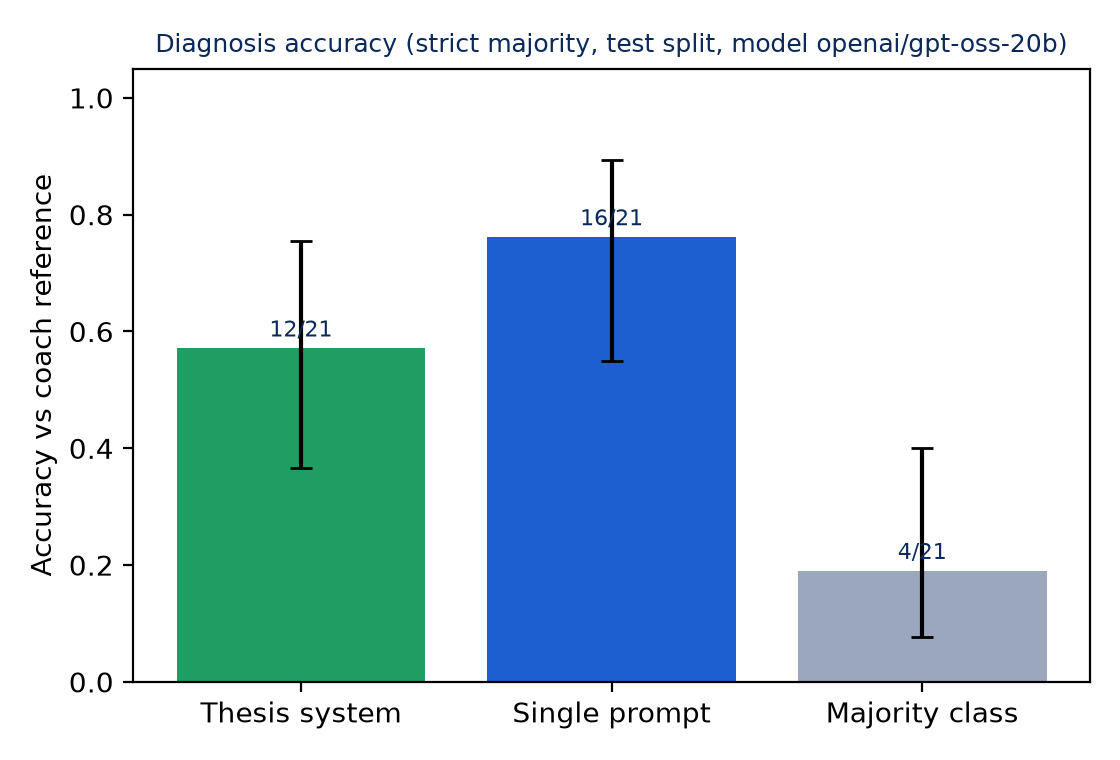 Diagnosis accuracy (strict majority, test split, model openai/gpt-oss-20b)
Accuracy vs coach reference
1.0
0.8
0.6
0.4
0.2
0.0
12/21
16/21
4/21
Thesis system
Single prompt
Majority class